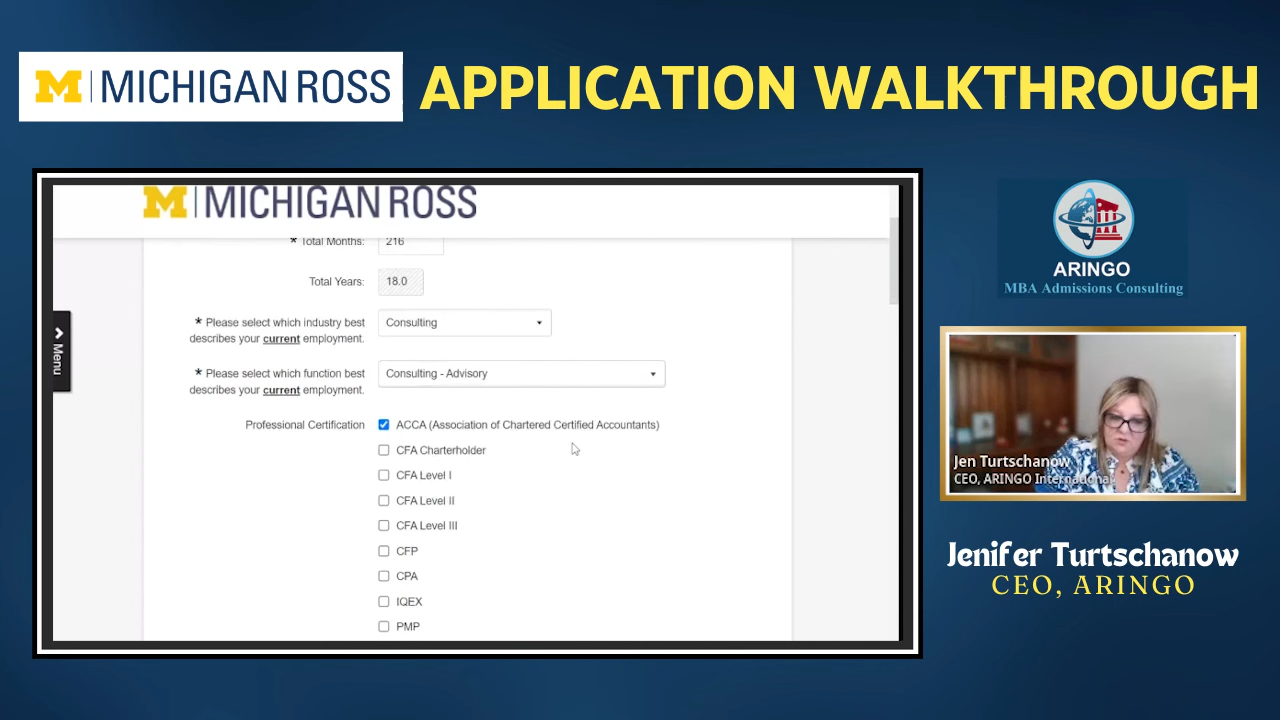 M | MICHIGAN ROSS APPLICATION WALKTHROUGH
M | MICHIGAN ROSS
* Total Months: 216
Total Years: 18.0
* Please select which industry best
describes your current employment.
Consulting
* Please select which function best
describes your current employment.
Consulting - Advisory
Professional Certification
ACCA (Association of Chartered Certified Accountants)
CFA Charterholder
CFA Level I
CFA Level II
CFA Level III
CFP
CPA
IQEX
PMP
Menu
ARINGO
MBA Admissions Consulting
Jen Turtschanow
CEO, ARINGO International
Jenifer Turtschanow
CEO, ARINGO